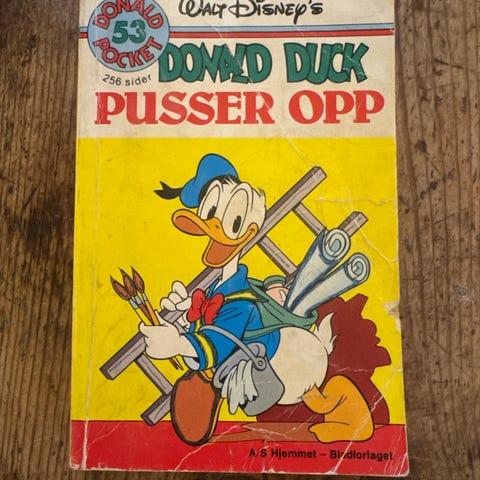 WALT DISNEY'S
DONALD
53
POCKET
256 sider
DONALD DUCK
PUSSER OPP
A/S Hjemmet – Bladforlaget